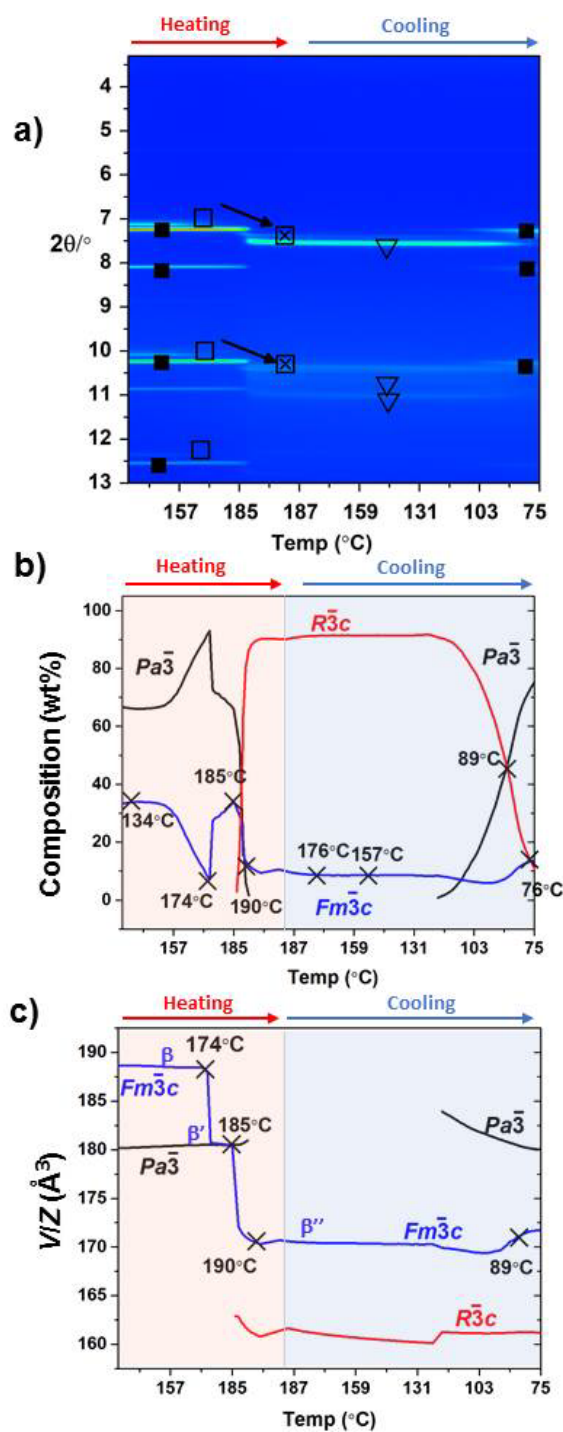 Heating Cooling
a)
4
5
6
7
2θ/°
8
9
10
11
12
13
157 185 187 159 131 103 75
Temp (°C)
b) Heating Cooling
100
80
60
40
20
0
Composition (wt%)
Pa3̅
R3̅c
Pa3̅
134°C
185°C
174°C
190°C
176°C 157°C
Fm3̅c
89°C
76°C
157 185 187 159 131 103 75
Temp (°C)
c) Heating Cooling
190
185
180
175
170
165
160
V/Z (Å³)
β
Fm3̅c
174°C
β'
Pa3̅
185°C
190°C
β''
Pa3̅
Fm3̅c
89°C
R3̅c
157 185 187 159 131 103 75
Temp (°C)